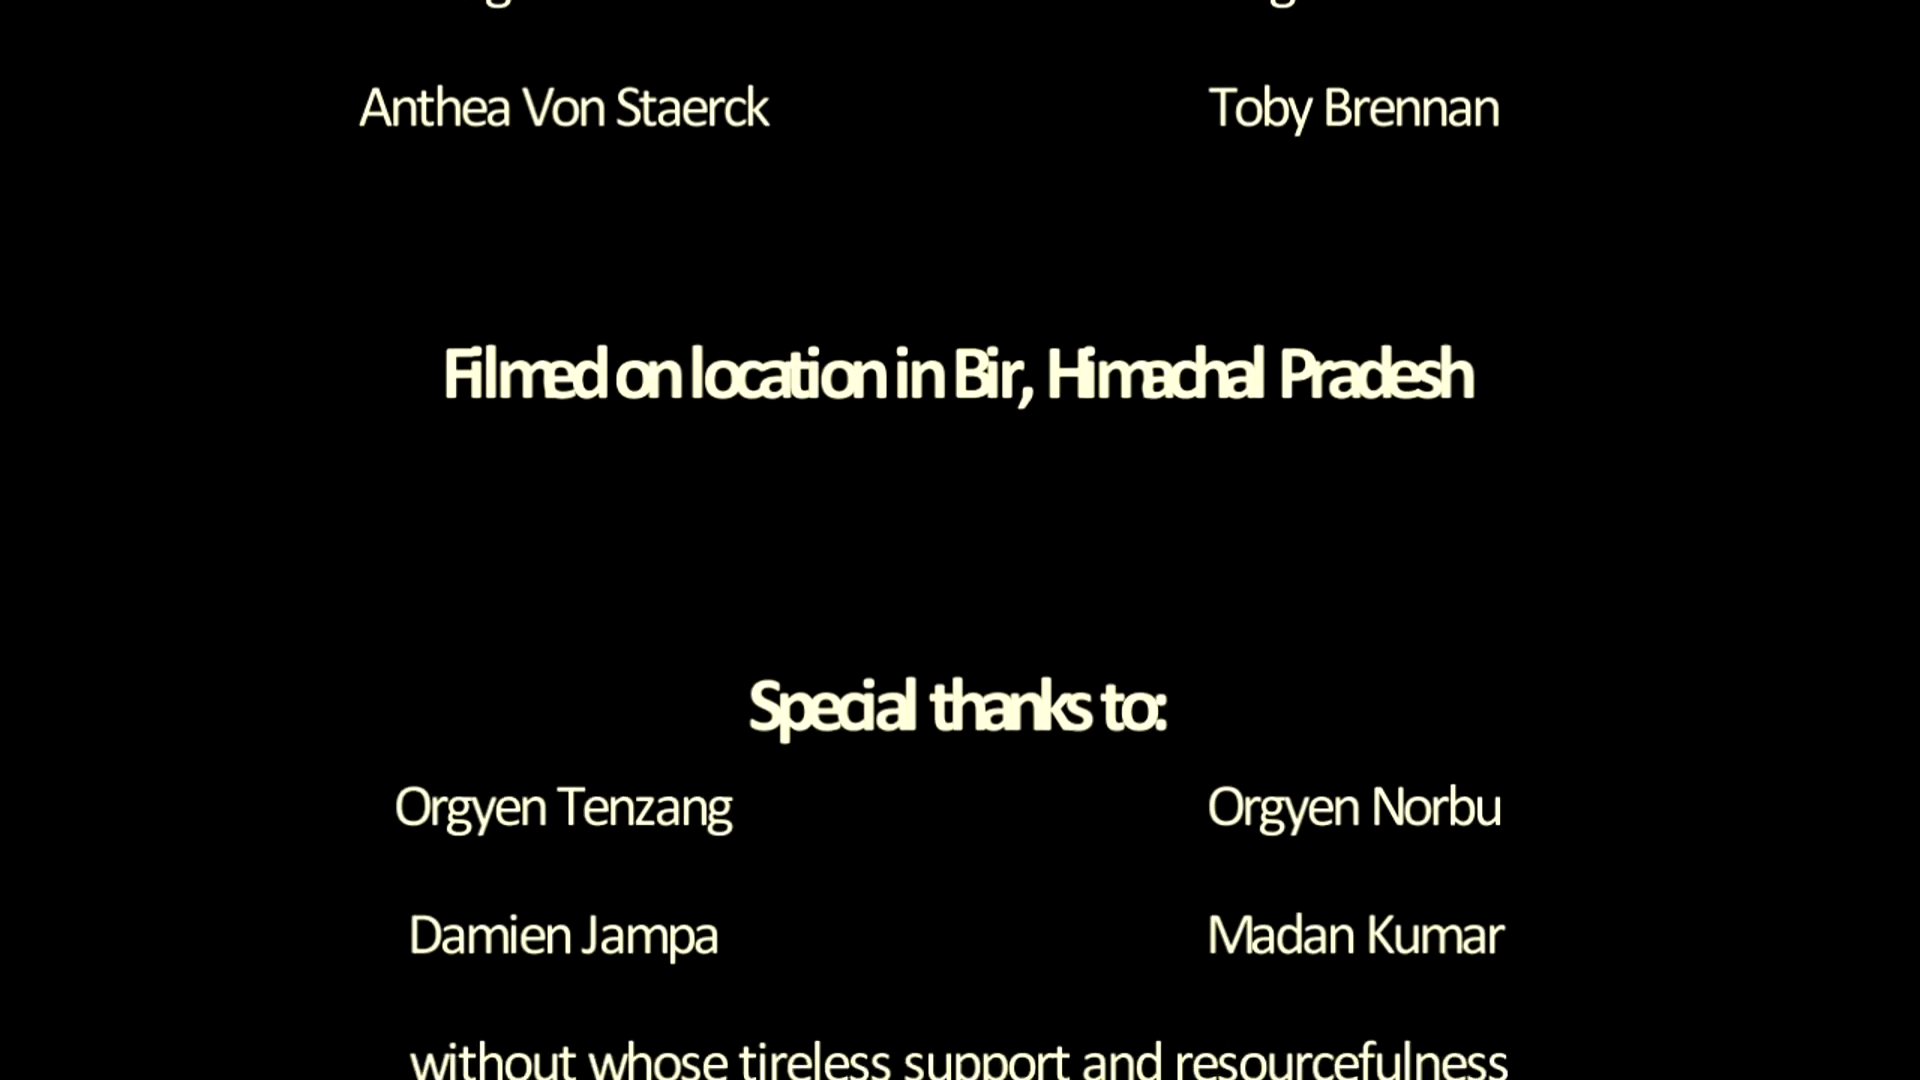 Anthea Von Staerck Toby Brennan
Filmed on location in Bir, Himachal Pradesh
Special thanks to:
Orgyen Tenzang Orgyen Norbu
Damien Jampa Madan Kumar
without whose tireless support and resourcefulness